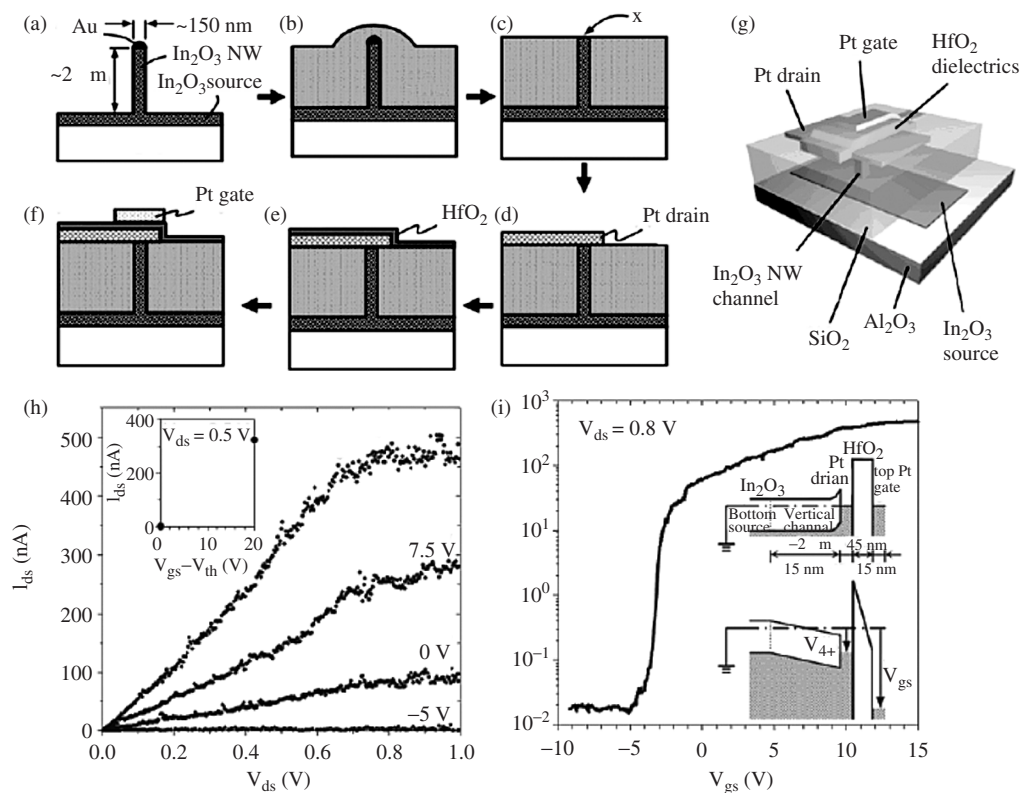 (a)
Au
~150 nm
In2O3 NW
In2O3source
~2 m
(b)
(c)
x
(g)
Pt gate
HfO2
dielectrics
Pt drain
In2O3 NW
channel
SiO2
Al2O3
In2O3
source
(f)
Pt gate
(e)
HfO2
(d)
Pt drain
(h)
Ids (nA)
500
400
300
200
100
0
0.0
0.2
0.4
0.6
0.8
1.0
Vds (V)
7.5 V
0 V
−5 V
Ids (nA)
400
200
0
Vds = 0.5 V
0
10
20
Vgs−Vth (V)
(i)
10^3
10^2
10^1
10^0
10^−1
10^−2
−10
−5
0
5
10
15
Vgs (V)
Vds = 0.8 V
HfO2
Pt
drian
top Pt
gate
In2O3
Bottom
source
Vertical
channel
−2 m
45 nm
15 nm
15 nm
V4+
Vgs